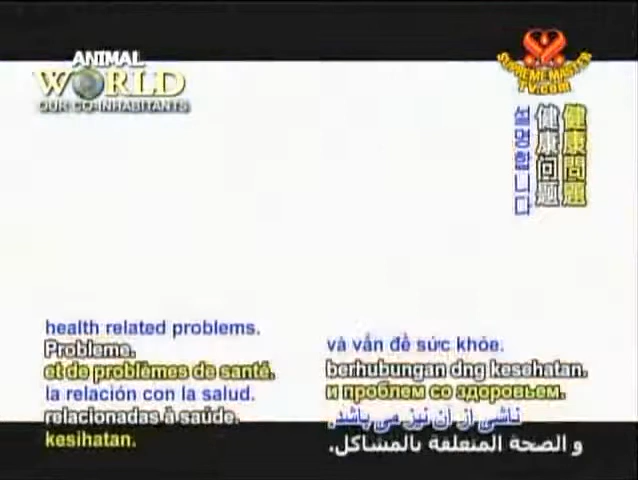 ANIMAL
WORLD
OUR CO-INHABITANTS
SUPREME MASTER
TV.com
健康問題
健康问题
설명합니다
health related problems.
Probleme.
et de problèmes de santé.
la relación con la salud.
relacionadas à saúde.
kesihatan.
và vấn đề sức khỏe.
berhubungan dng kesehatan.
и проблем со здоровьем.
ناشی از آن نیز می باشد.
و الصحة المتعلقة بالمشاكل.